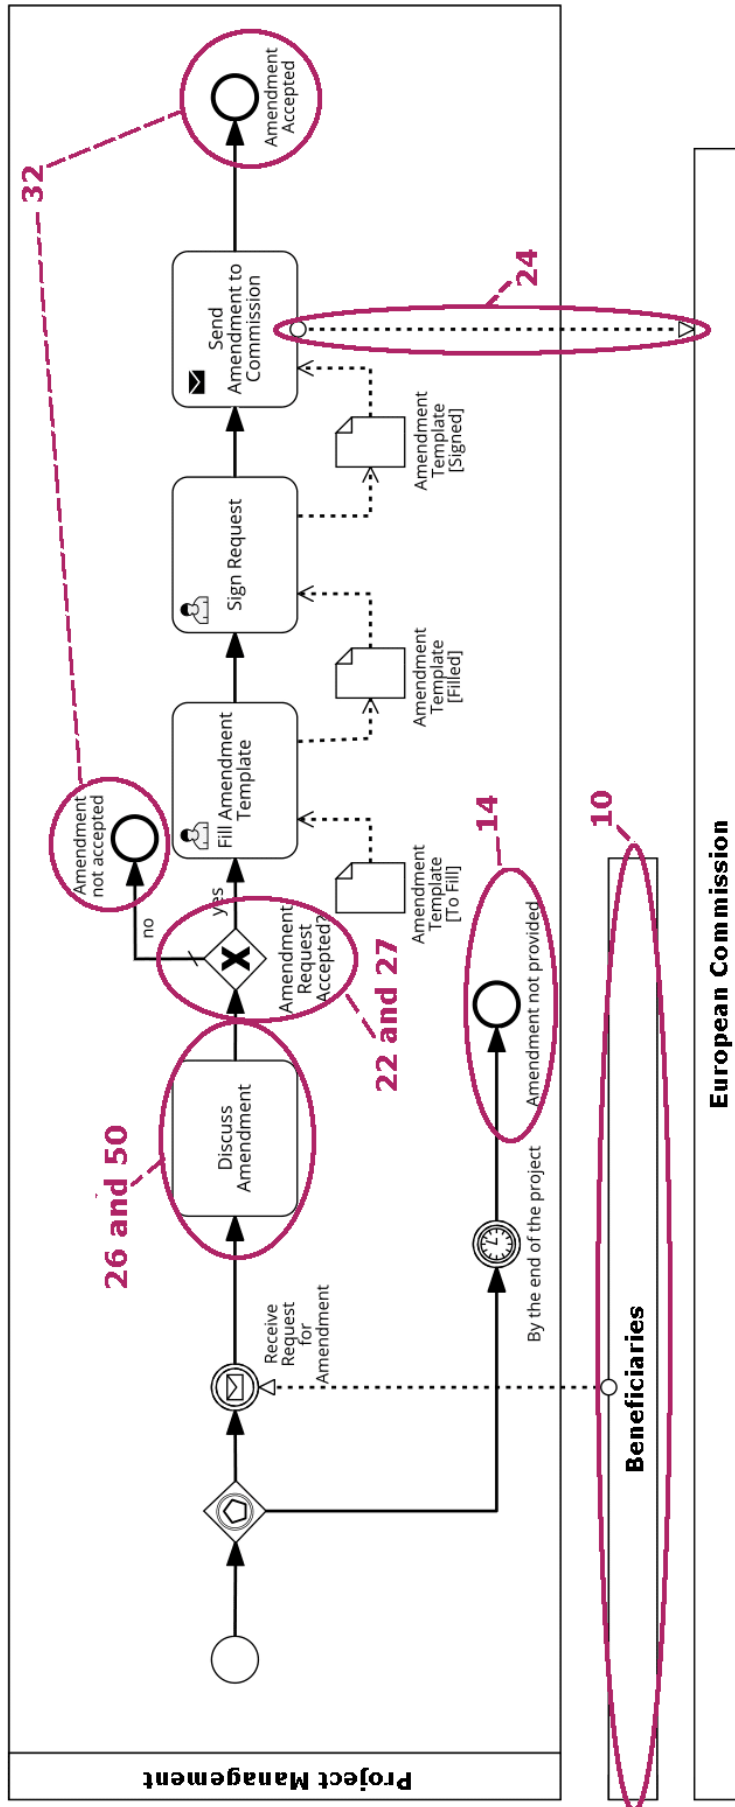 Project Management
Receive
Request
for
Amendment
By the end of the project
26 and 50
Discuss
Amendment
22 and 27
Amendment
Request
Accepted?
no
yes
Amendment
not accepted
32
Amendment not provided
14
Fill Amendment
Template
Amendment
Template
[To Fill]
Sign Request
Amendment
Template
[Filled]
Amendment
Template
[Signed]
Send
Amendment to
Commission
24
Amendment
Accepted
Beneficiaries
10
European Commission